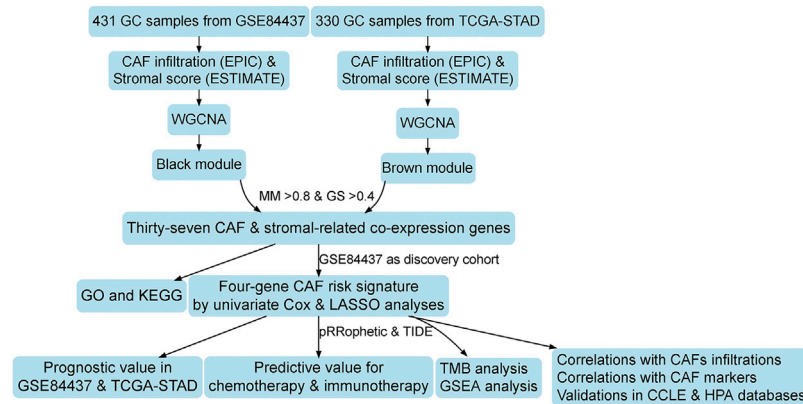 431 GC samples from GSE84437
330 GC samples from TCGA-STAD
CAF infiltration (EPIC) &
Stromal score (ESTIMATE)
CAF infiltration (EPIC) &
Stromal score (ESTIMATE)
WGCNA
WGCNA
Black module
Brown module
MM >0.8 & GS >0.4
Thirty-seven CAF & stromal-related co-expression genes
GSE84437 as discovery cohort
GO and KEGG
Four-gene CAF risk signature
by univariate Cox & LASSO analyses
pRRophetic & TIDE
Prognostic value in
GSE84437 & TCGA-STAD
Predictive value for
chemotherapy & immunotherapy
TMB analysis
GSEA analysis
Correlations with CAFs infiltrations
Correlations with CAF markers
Validations in CCLE & HPA databases